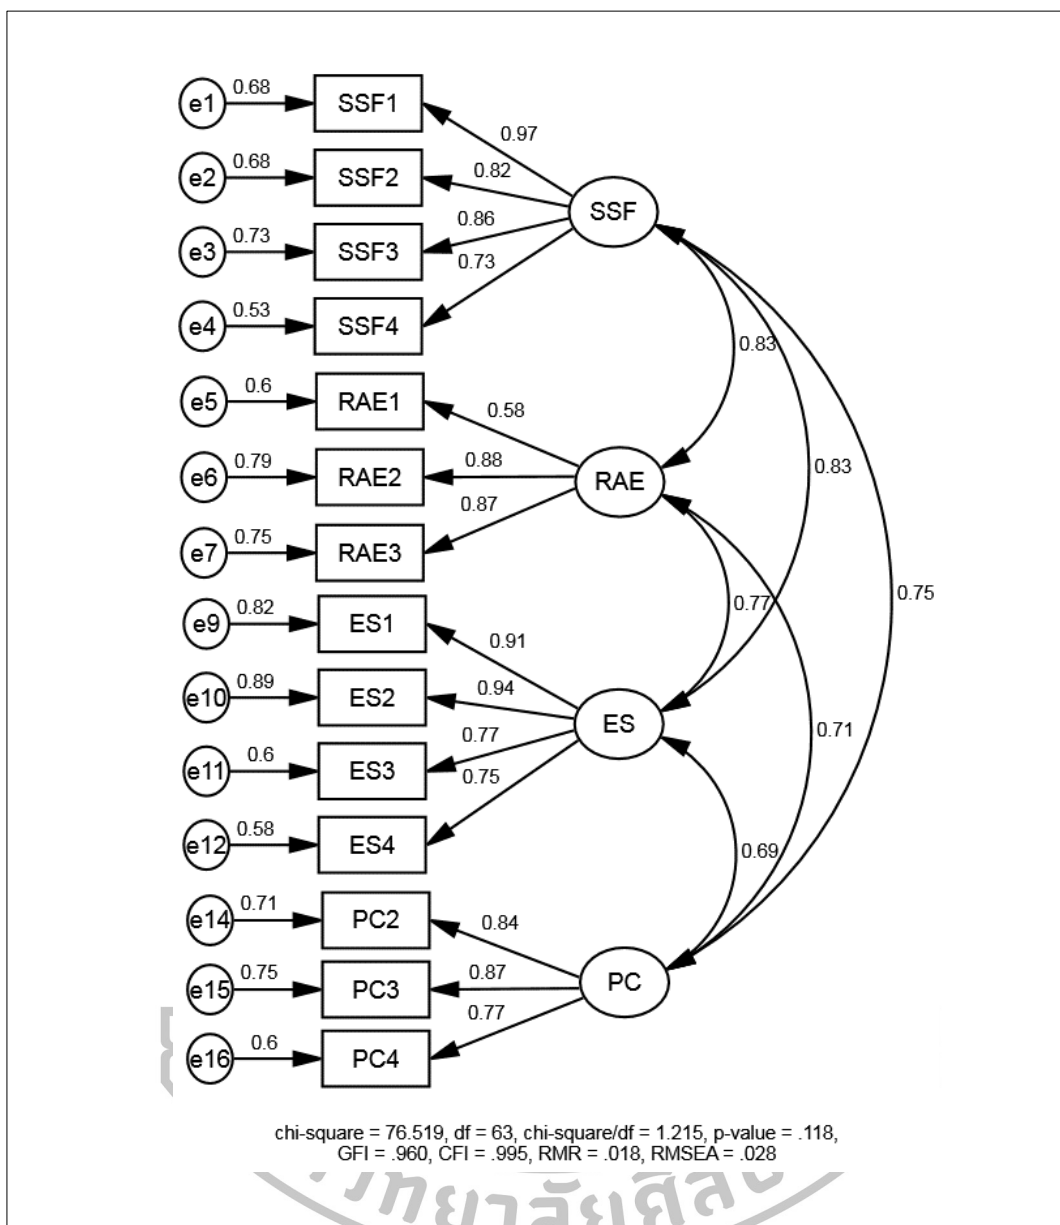 e1 0.68 SSF1
0.97
e2 0.68 SSF2
0.82
SSF
e3 0.73 SSF3
0.86
0.73
e4 0.53 SSF4
0.83
e5 0.6 RAE1
0.58
e6 0.79 RAE2
0.88
RAE
0.83
0.87
e7 0.75 RAE3
0.77
0.75
e9 0.82 ES1
0.91
e10 0.89 ES2
0.94
ES
0.77
0.71
e11 0.6 ES3
0.75
e12 0.58 ES4
0.69
e14 0.71 PC2
0.84
e15 0.75 PC3
0.87
PC
0.77
e16 0.6 PC4
chi-square = 76.519, df = 63, chi-square/df = 1.215, p-value = .118,
GFI = .960, CFI = .995, RMR = .018, RMSEA = .028